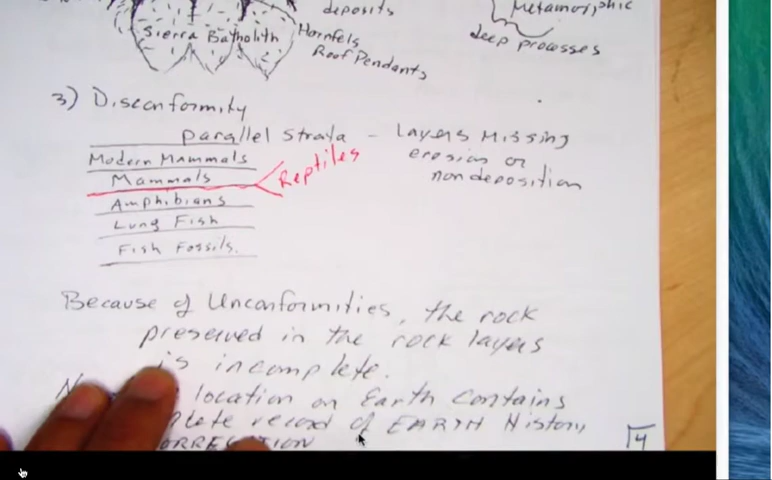 deposits
Metamorphic
Sierra Batholith
Hornfels
Roof Pendants
deep processes
3) Disconformity
parallel strata - Layers Missing
erosion or
nondeposition
Modern Mammals
Mammals
Reptiles
Amphibians
Lung Fish
Fish Fossils.
Because of Unconformities, the rock
preserved in the rock layers
is incomplete.
location on Earth contains
record of EARTH History
4